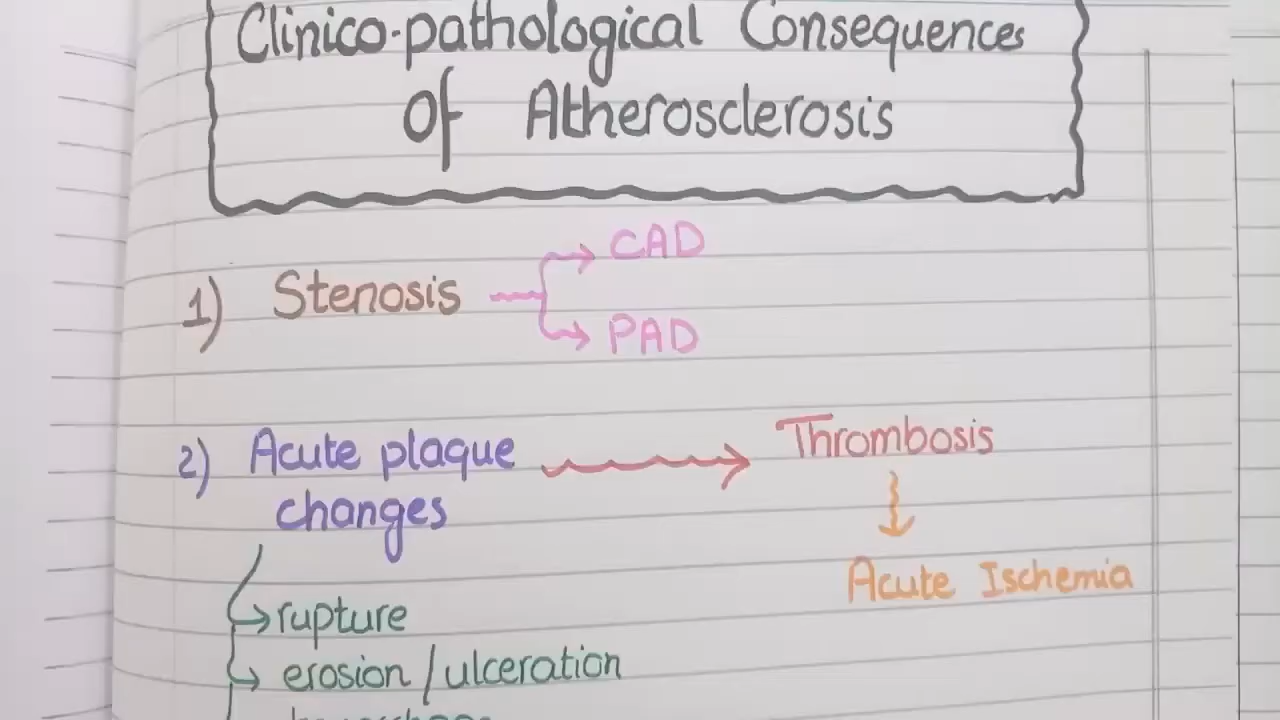 Clinico-pathological Consequences
of Atherosclerosis
CAD
1) Stenosis
PAD
2) Acute plaque
changes
Thrombosis
Acute Ischemia
rupture
erosion/ulceration